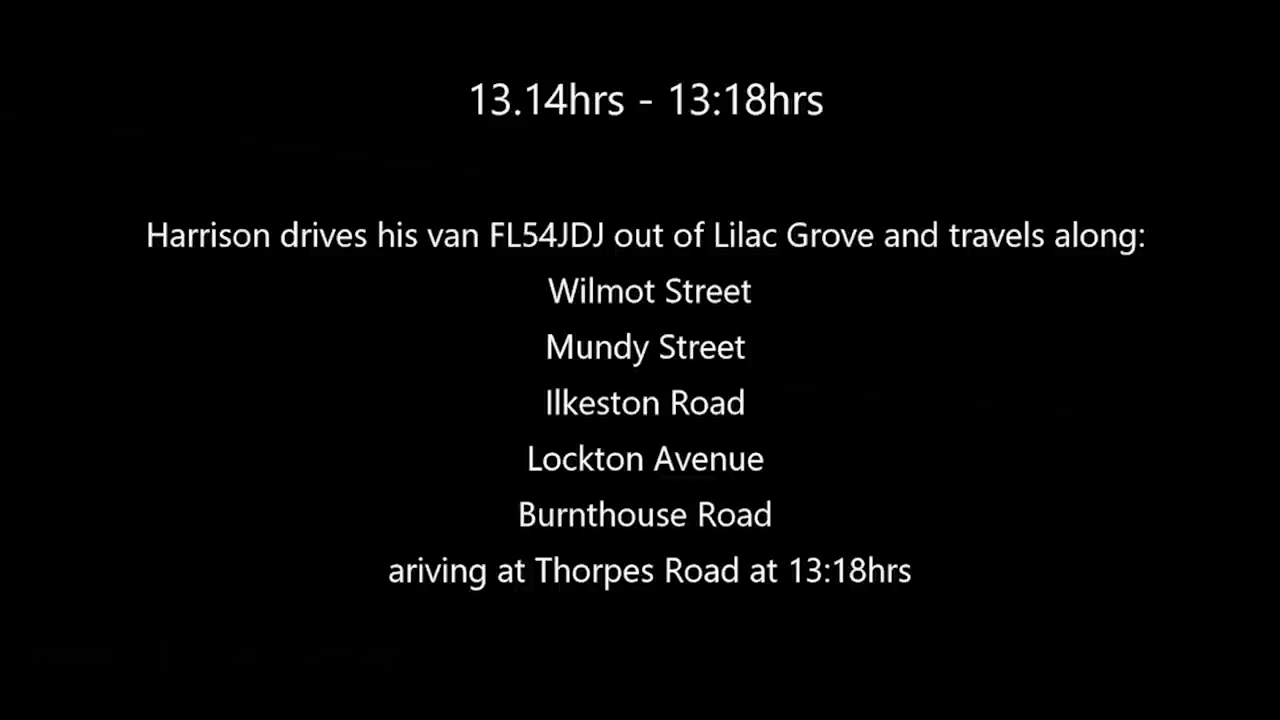 13.14hrs - 13:18hrs
Harrison drives his van FL54JDJ out of Lilac Grove and travels along:
Wilmot Street
Mundy Street
Ilkeston Road
Lockton Avenue
Burnthouse Road
ariving at Thorpes Road at 13:18hrs